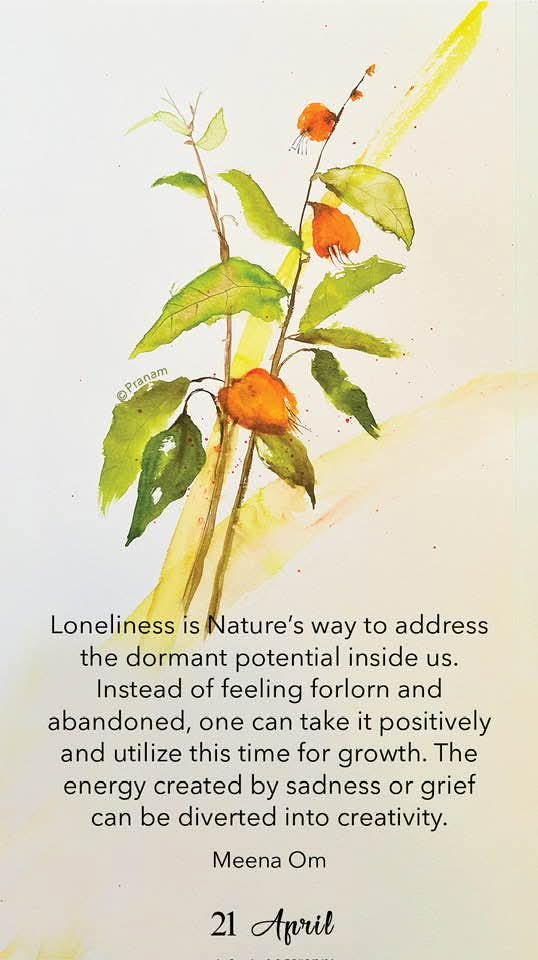 © Pranam
Loneliness is Nature's way to address
the dormant potential inside us.
Instead of feeling forlorn and
abandoned, one can take it positively
and utilize this time for growth. The
energy created by sadness or grief
can be diverted into creativity.
Meena Om
21 April